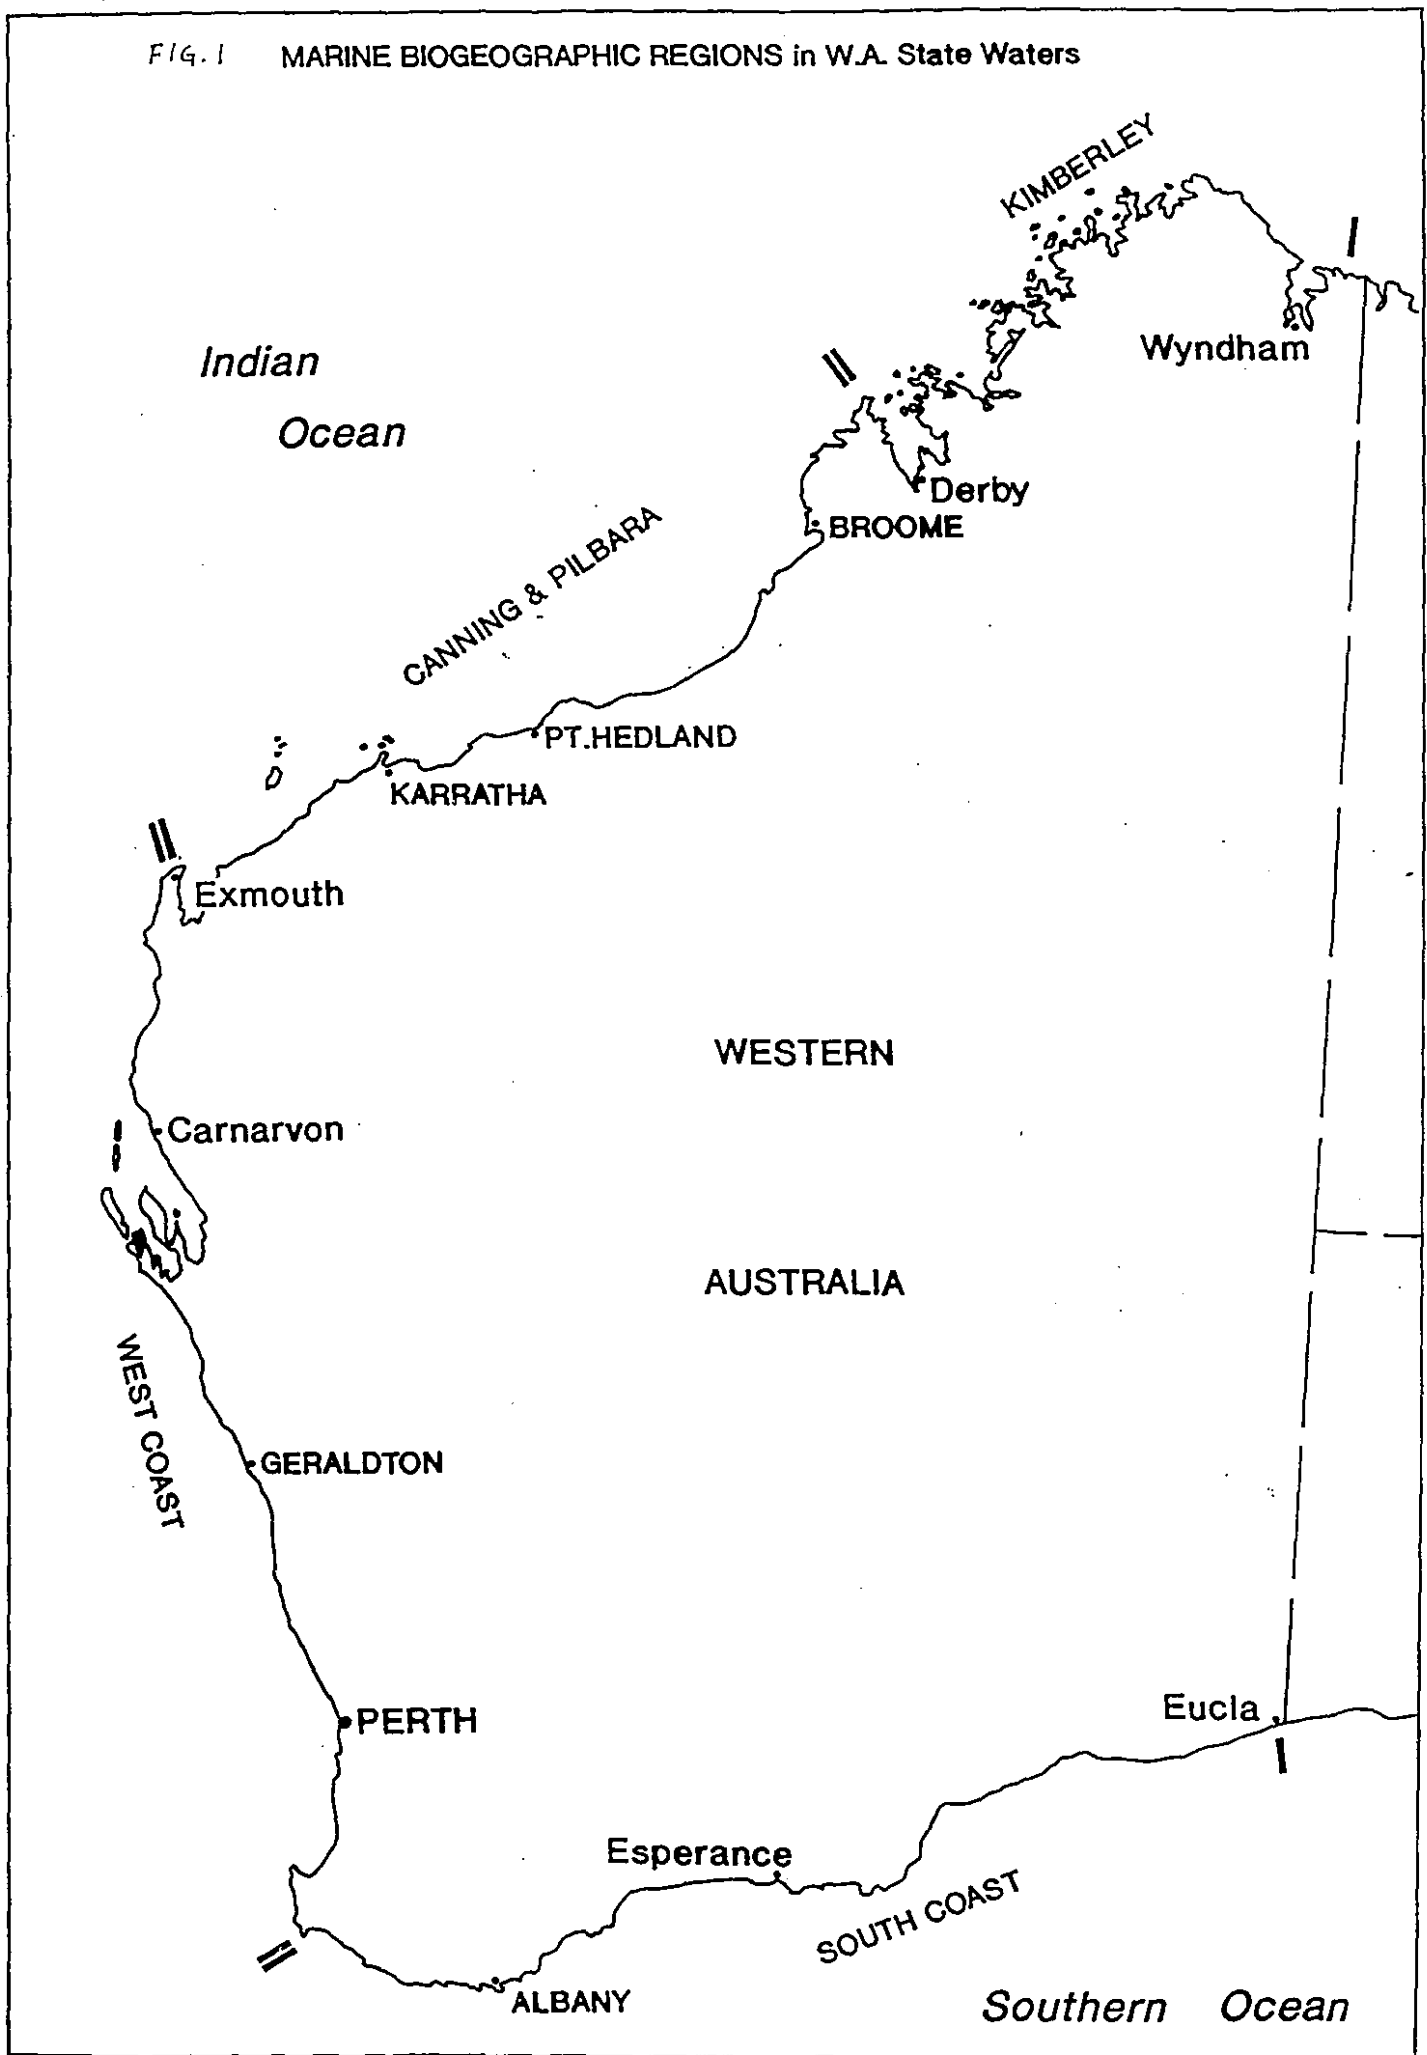 FIG. 1 MARINE BIOGEOGRAPHIC REGIONS in W.A. State Waters
KIMBERLEY
Indian
Ocean
Wyndham
Derby
BROOME
CANNING & PILBARA
PT.HEDLAND
KARRATHA
Exmouth
WESTERN
Carnarvon
AUSTRALIA
WEST COAST
GERALDTON
PERTH
Eucla
Esperance
SOUTH COAST
ALBANY
Southern Ocean